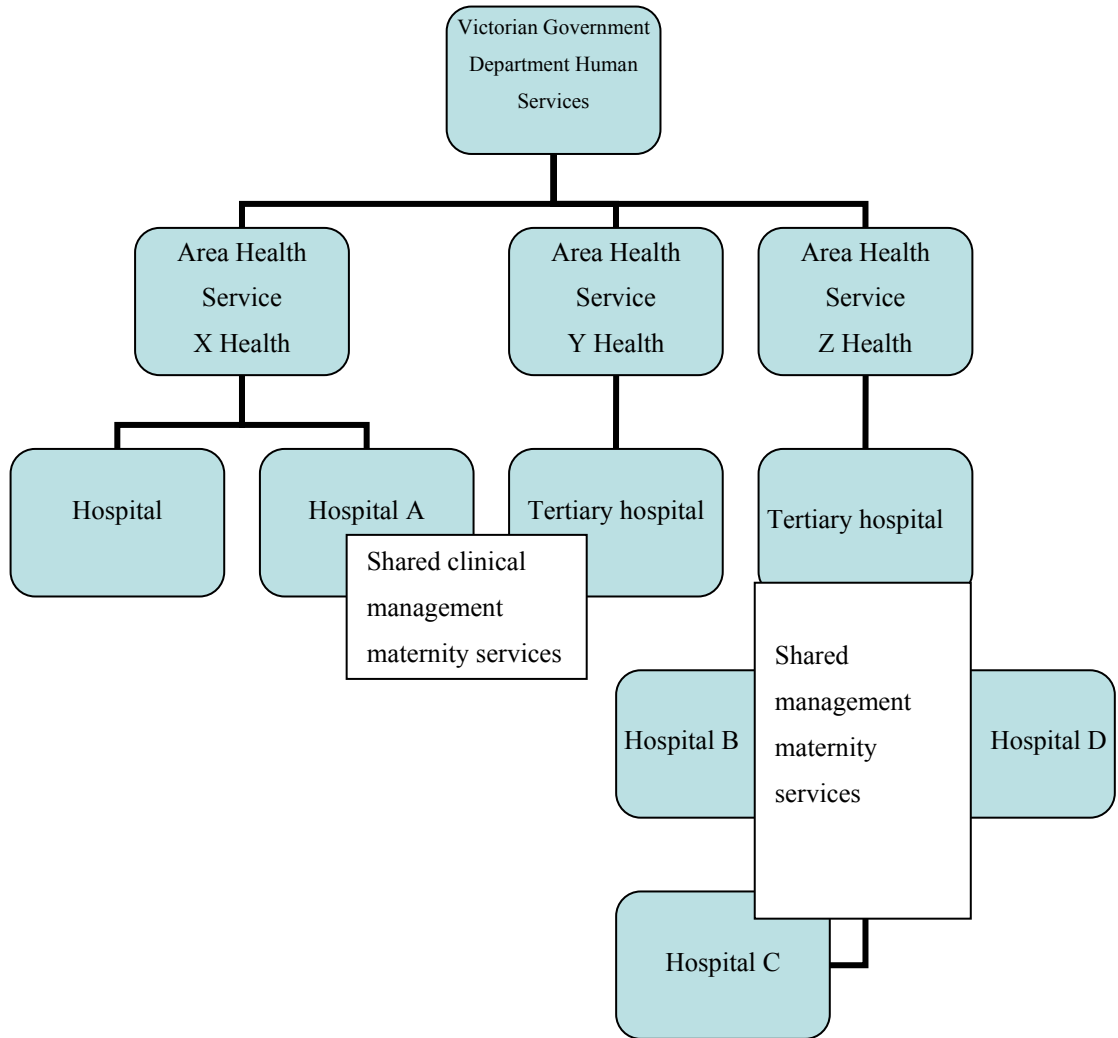 Victorian Government
Department Human
Services
Area Health
Service
X Health
Area Health
Service
Y Health
Area Health
Service
Z Health
Hospital
Hospital A
Tertiary hospital
Tertiary hospital
Shared clinical
management
maternity services
Shared
management
maternity
services
Hospital B
Hospital D
Hospital C